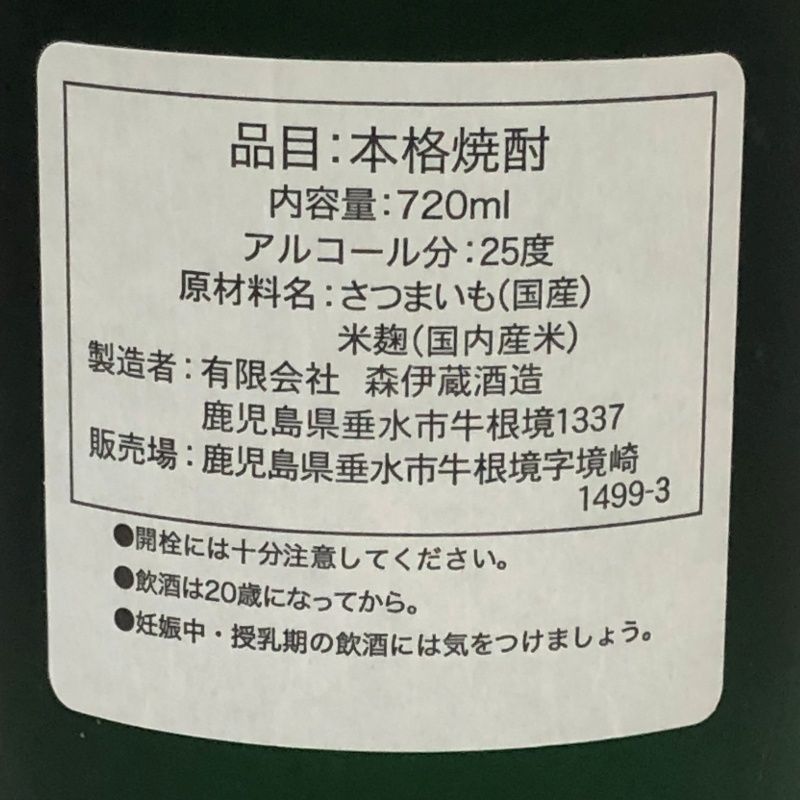 品目:本格焼酎
内容量:720ml
アルコール分:25度
原材料名:さつまいも(国産)
米麹(国内産米)
製造者:有限会社 森伊蔵酒造
鹿児島県垂水市牛根境1337
販売場:鹿児島県垂水市牛根境字境崎
1499-3
●開栓には十分注意してください。
●飲酒は20歳になってから。
●妊娠中・授乳期の飲酒には気をつけましょう。